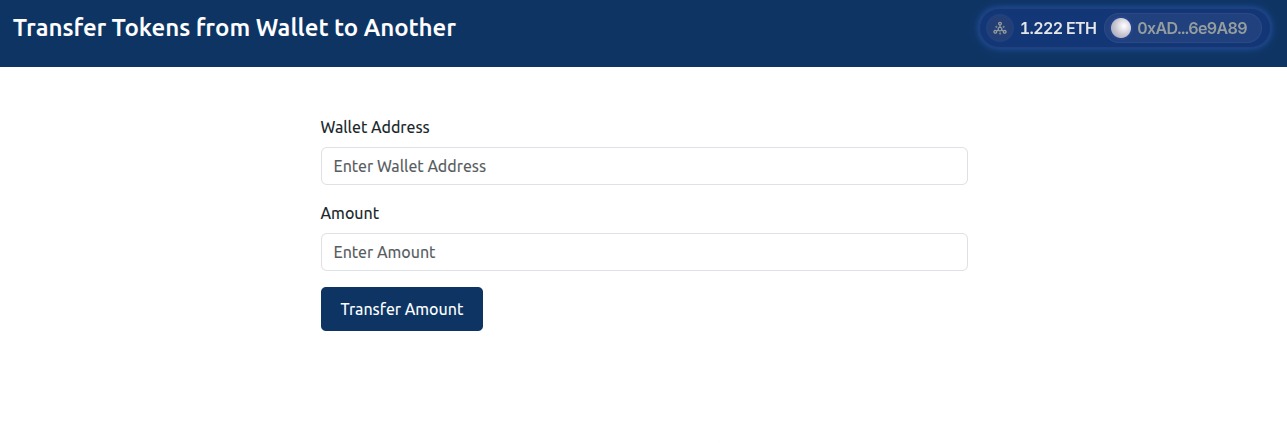 Transfer Tokens from Wallet to Another
1.222 ETH 0xAD...6e9A89
Wallet Address
Enter Wallet Address
Amount
Enter Amount
Transfer Amount